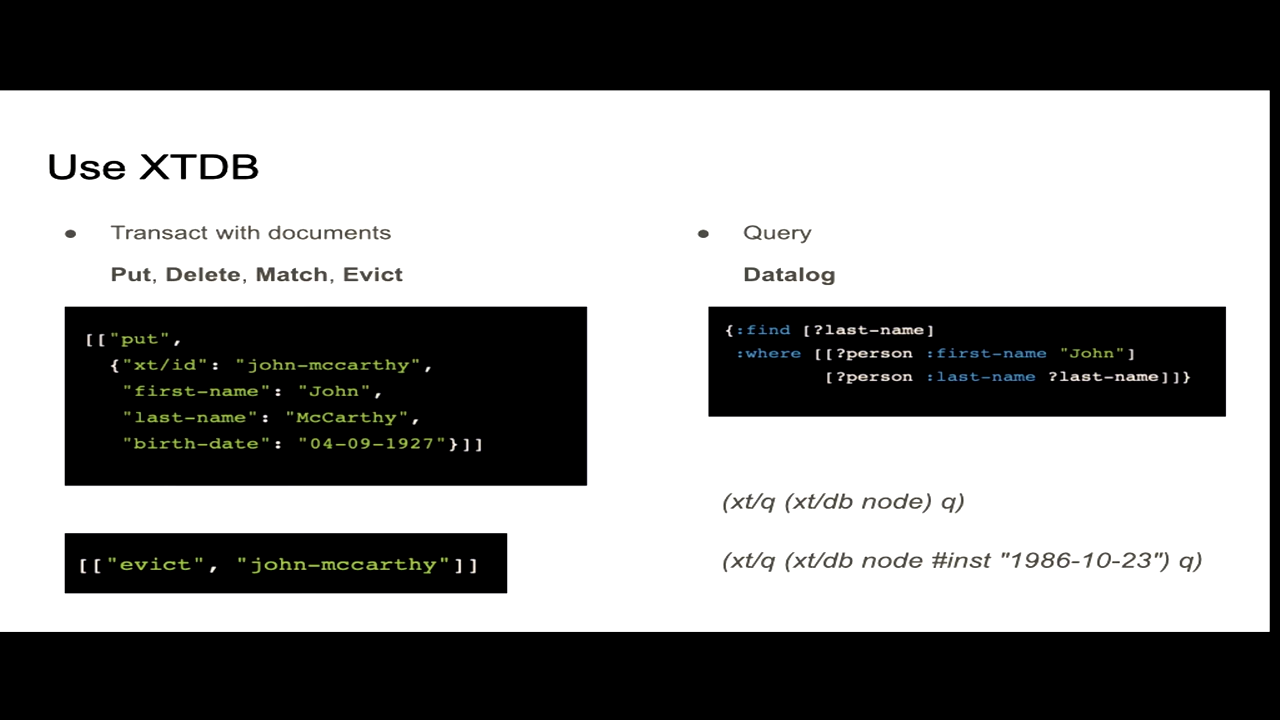 Use XTDB
● Transact with documents
Put, Delete, Match, Evict
[["put",
{"xt/id": "john-mccarthy",
"first-name": "John",
"last-name": "McCarthy",
"birth-date": "04-09-1927"}]]
[["evict", "john-mccarthy"]]
● Query
Datalog
{:find [?last-name]
:where [[?person :first-name "John"]
[?person :last-name ?last-name]]}
(xt/q (xt/db node) q)
(xt/q (xt/db node #inst "1986-10-23") q)